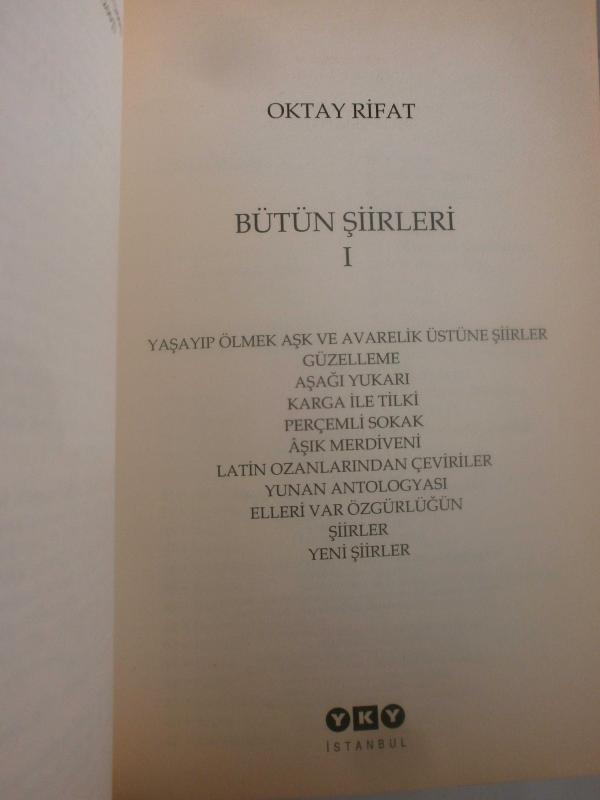 OKTAY RİFAT
BÜTÜN ŞİİRLERİ
I
YAŞAYIP ÖLMEK AŞK VE AVARELİK ÜSTÜNE ŞİİRLER
GÜZELLEME
AŞAĞI YUKARI
KARGA İLE TİLKİ
PERÇEMLİ SOKAK
ÂŞIK MERDİVENİ
LATİN OZANLARINDAN ÇEVİRİLER
YUNAN ANTOLOGYASI
ELLERİ VAR ÖZGÜRLÜĞÜN
ŞİİRLER
YENİ ŞİİRLER
YKY
İSTANBUL